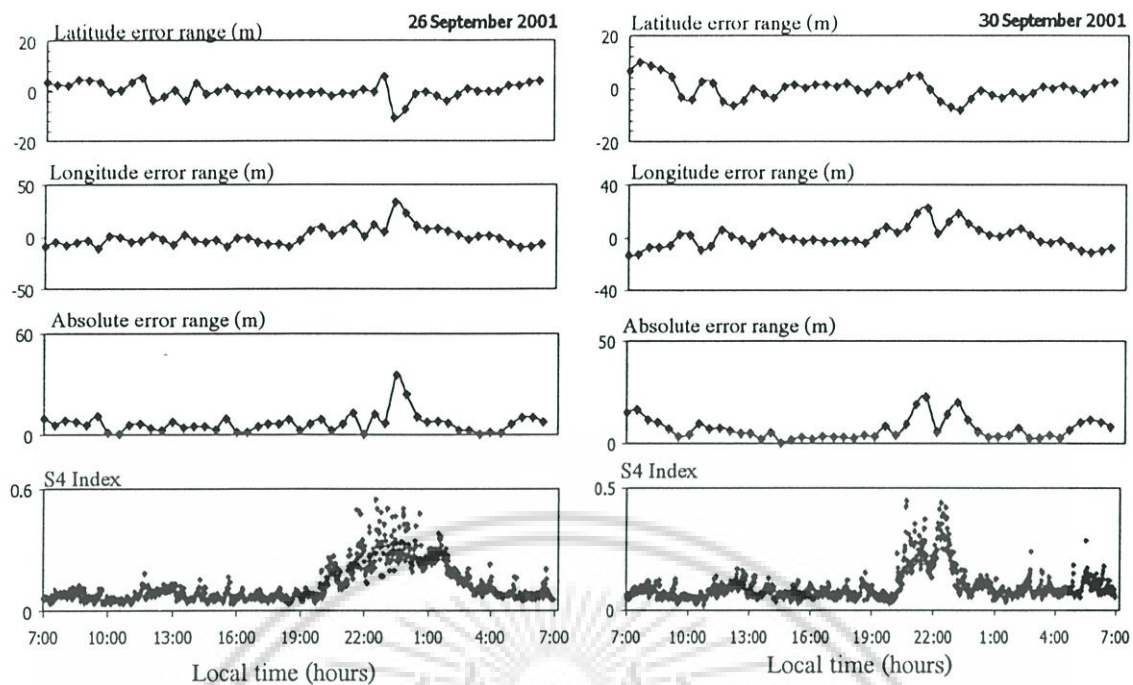 26 September 2001
Latitude error range (m)
20
0
-20
Longitude error range (m)
50
0
-50
Absolute error range (m)
60
0
S4 Index
0.6
0
7:00 10:00 13:00 16:00 19:00 22:00 1:00 4:00 7:00
Local time (hours)
30 September 2001
Latitude error range (m)
20
0
-20
Longitude error range (m)
40
0
-40
Absolute error range (m)
50
0
S4 Index
0.5
0
7:00 10:00 13:00 16:00 19:00 22:00 1:00 4:00 7:00
Local time (hours)